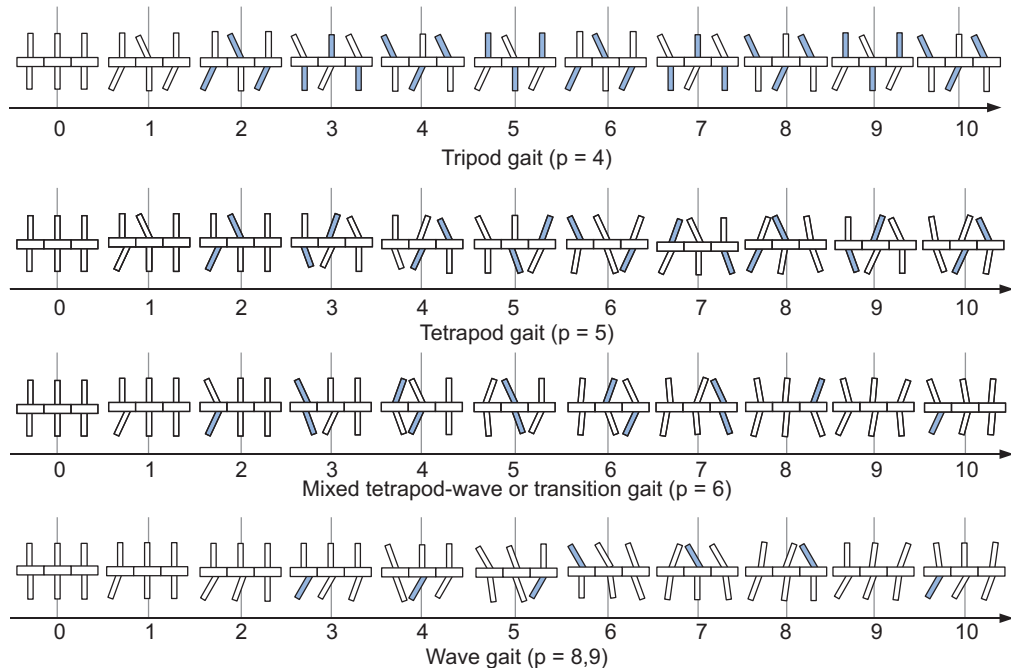 0 1 2 3 4 5 6 7 8 9 10
Tripod gait (p = 4)
0 1 2 3 4 5 6 7 8 9 10
Tetrapod gait (p = 5)
0 1 2 3 4 5 6 7 8 9 10
Mixed tetrapod-wave or transition gait (p = 6)
0 1 2 3 4 5 6 7 8 9 10
Wave gait (p = 8,9)